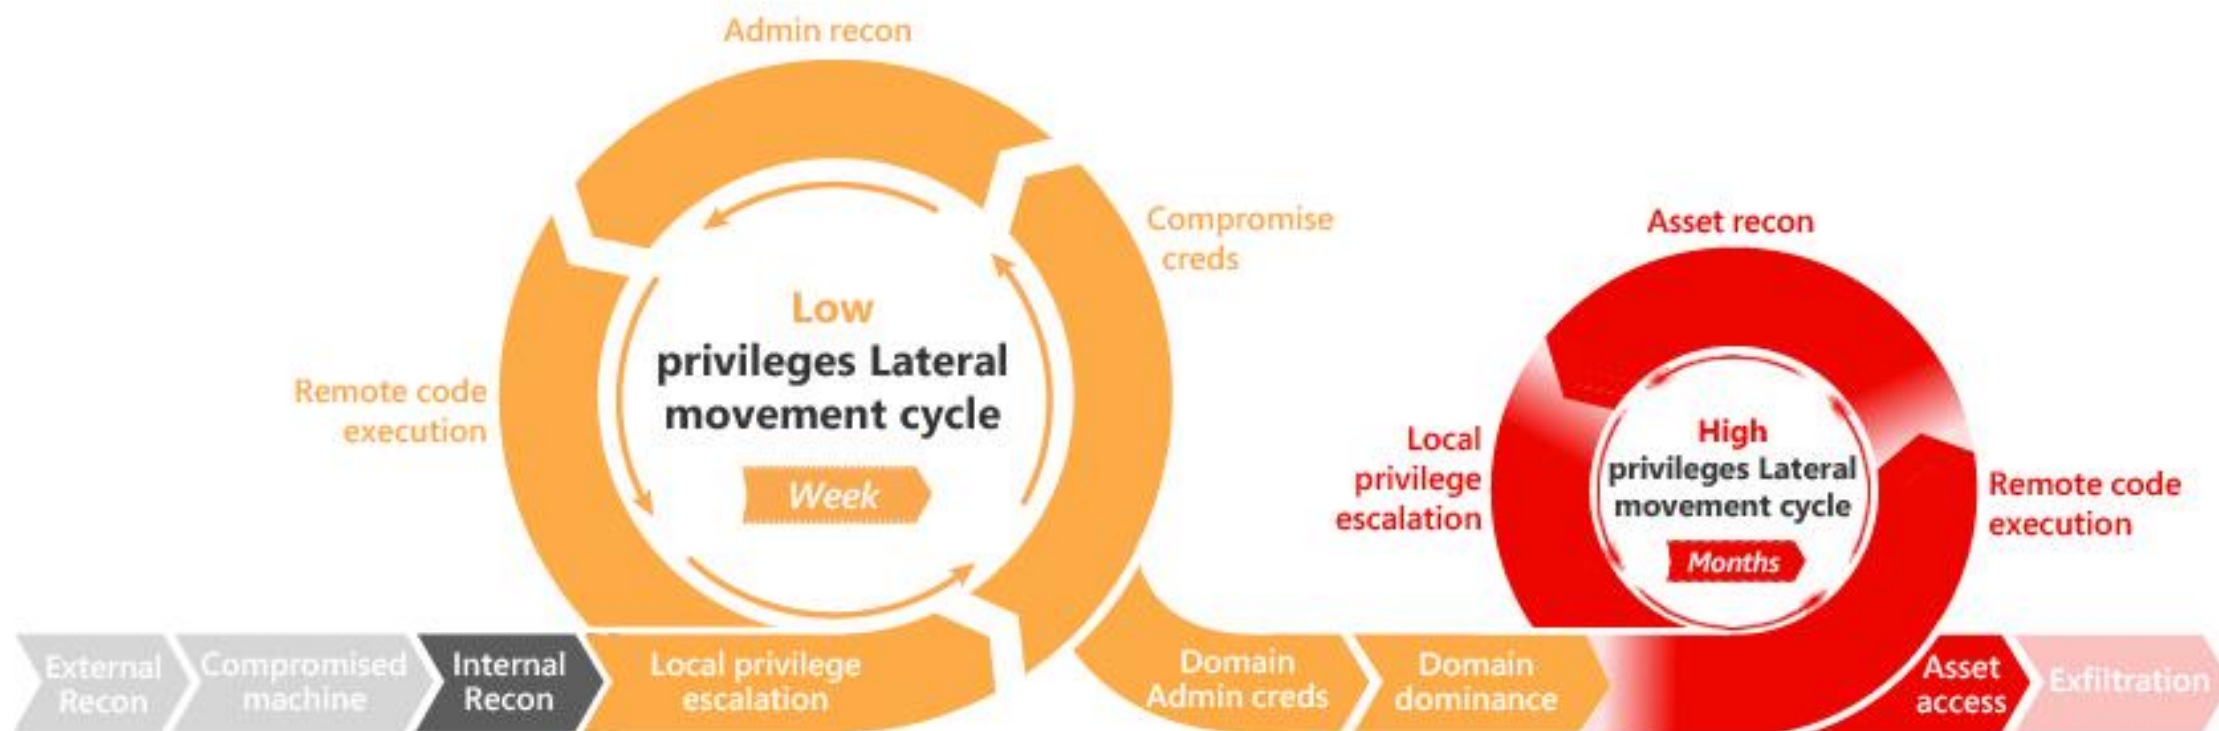 Admin recon
Compromise
creds
Low
privileges Lateral
movement cycle
Week
Remote code
execution
Asset recon
Local
privilege
escalation
High
privileges Lateral
movement cycle
Months
Remote code
execution
External
Recon
Compromised
machine
Internal
Recon
Local privilege
escalation
Domain
Admin creds
Domain
dominance
Asset
access
Exfiltration